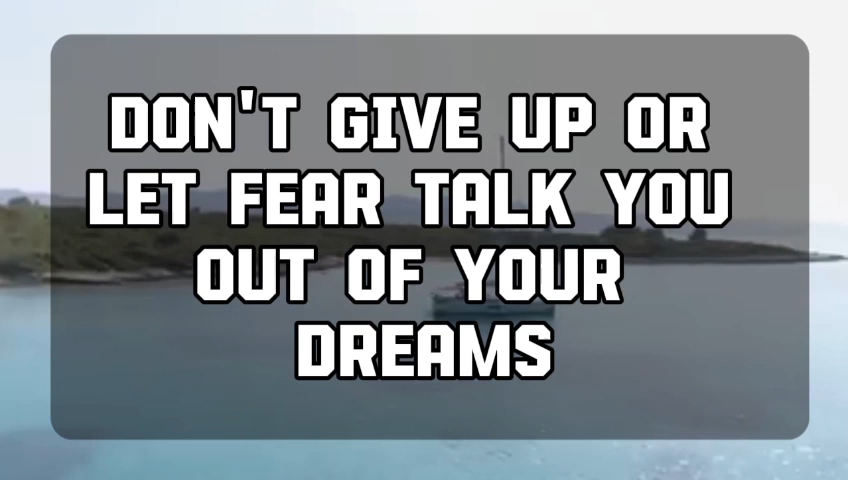 DON'T GIVE UP OR
LET FEAR TALK YOU
OUT OF YOUR
DREAMS